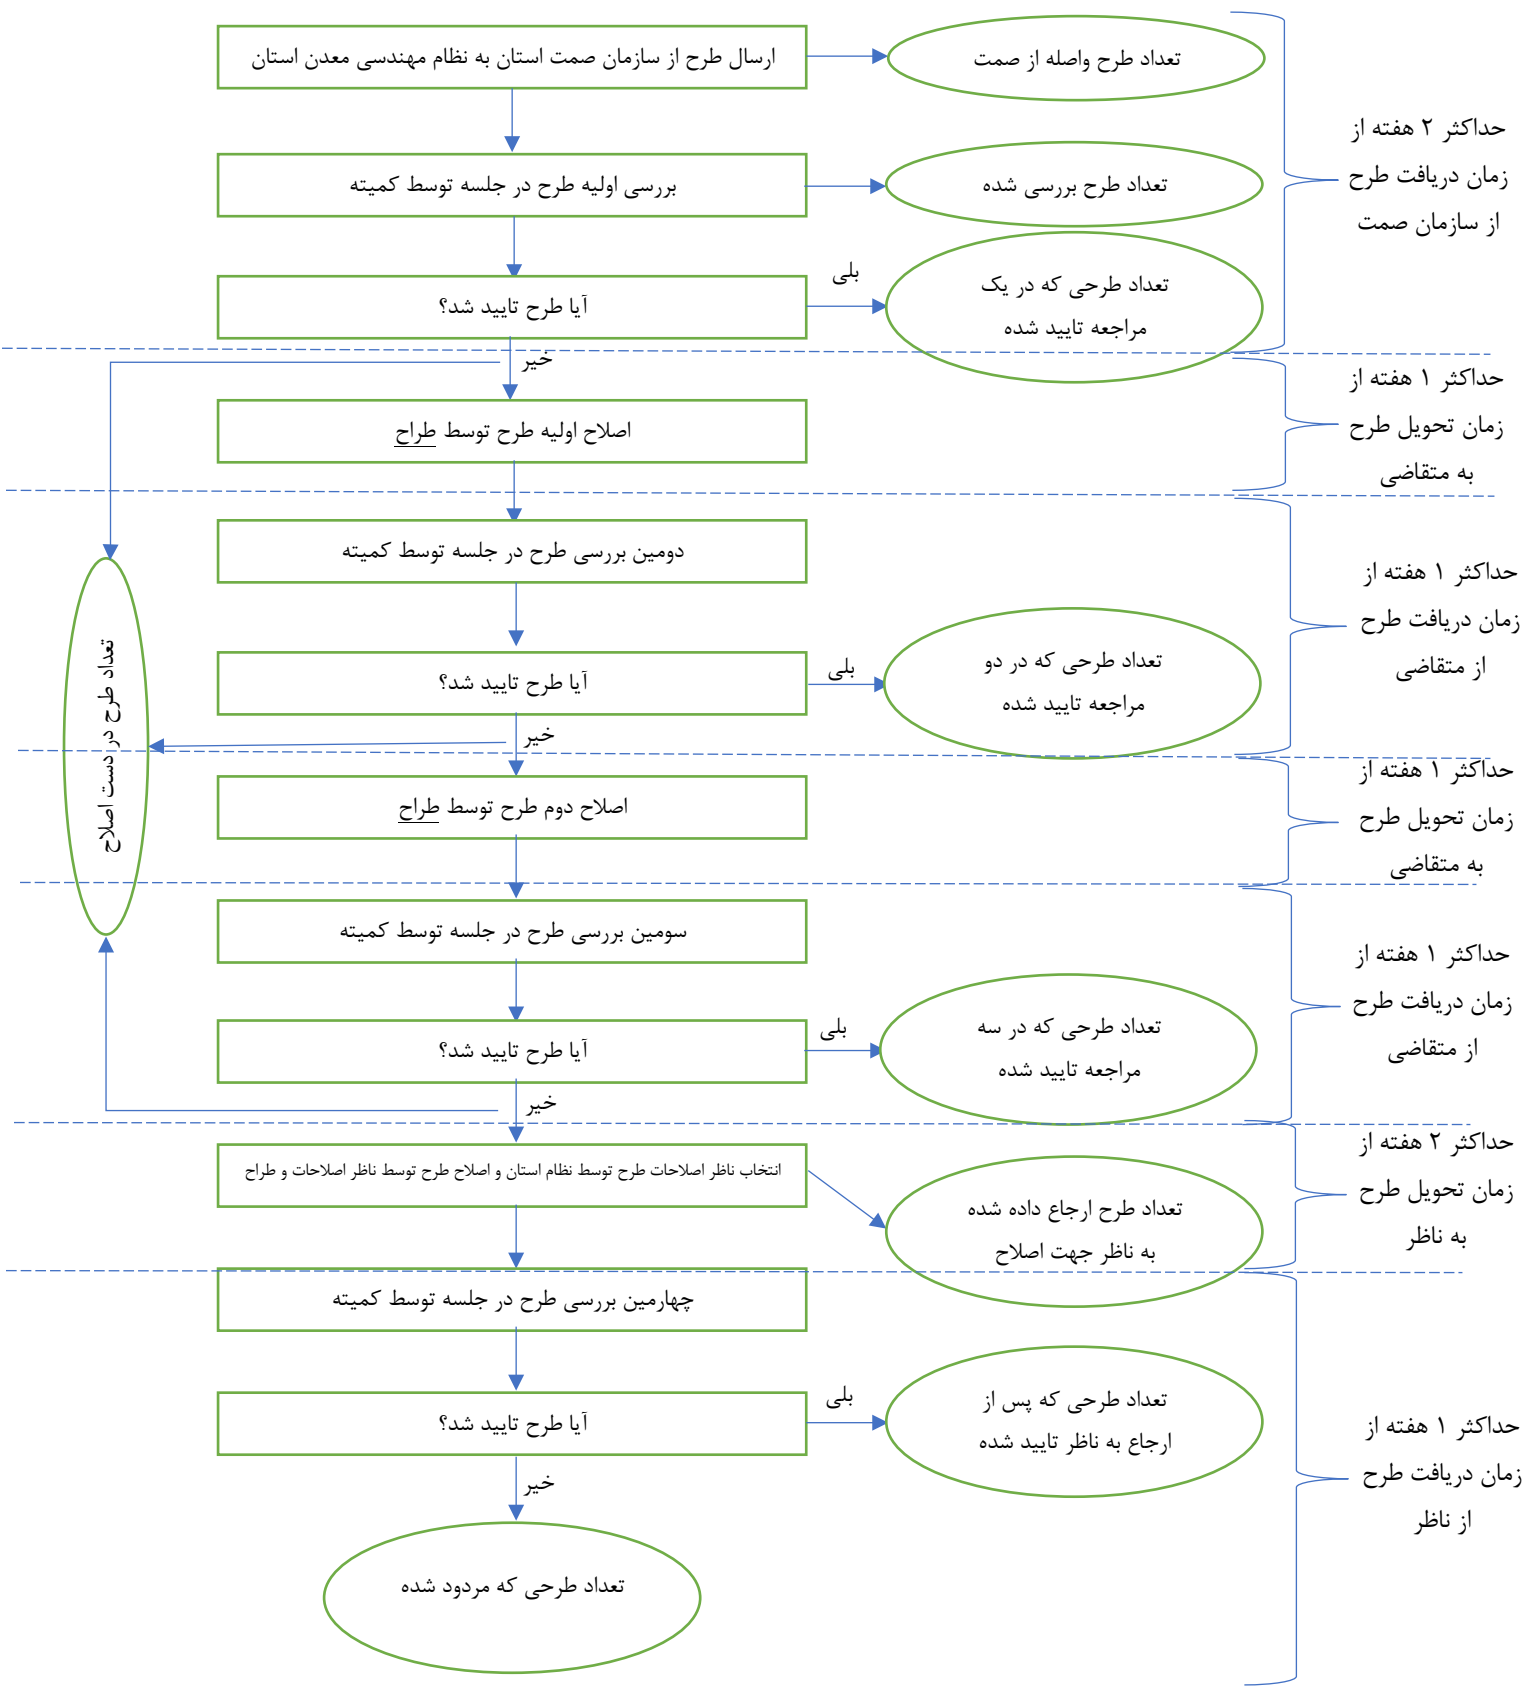 ارسال طرح از سازمان صمت استان به نظام مهندسی معدن استان
تعداد طرح واصله از صمت
حداکثر ۲ هفته از
زمان دریافت طرح
از سازمان صمت
بررسی اولیه طرح در جلسه توسط کمیته
تعداد طرح بررسی شده
آیا طرح تایید شد؟
بلی
تعداد طرحی که در یک
مراجعه تایید شده
خیر
اصلاح اولیه طرح توسط طراح
حداکثر ۱ هفته از
زمان تحویل طرح
به متقاضی
دومین بررسی طرح در جلسه توسط کمیته
حداکثر ۱ هفته از
زمان دریافت طرح
از متقاضی
آیا طرح تایید شد؟
بلی
تعداد طرحی که در دو
مراجعه تایید شده
خیر
تعداد طرح در دست اصلاح
اصلاح دوم طرح توسط طراح
حداکثر ۱ هفته از
زمان تحویل طرح
به متقاضی
سومین بررسی طرح در جلسه توسط کمیته
حداکثر ۱ هفته از
زمان دریافت طرح
از متقاضی
آیا طرح تایید شد؟
بلی
تعداد طرحی که در سه
مراجعه تایید شده
خیر
انتخاب ناظر اصلاحات طرح توسط نظام استان و اصلاح طرح توسط ناظر اصلاحات و طراح
تعداد طرح ارجاع داده شده
به ناظر جهت اصلاح
حداکثر ۲ هفته از
زمان تحویل طرح
به ناظر
چهارمین بررسی طرح در جلسه توسط کمیته
آیا طرح تایید شد؟
بلی
تعداد طرحی که پس از
ارجاع به ناظر تایید شده
حداکثر ۱ هفته از
زمان دریافت طرح
از ناظر
خیر
تعداد طرحی که مردود شده